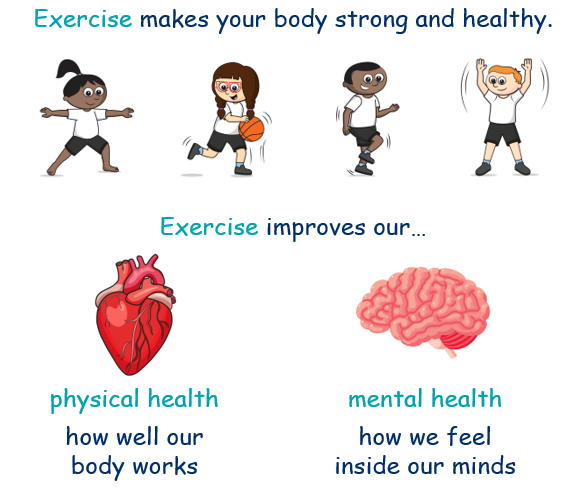 Exercise makes your body strong and healthy.
Exercise improves our…
physical health
how well our
body works
mental health
how we feel
inside our minds